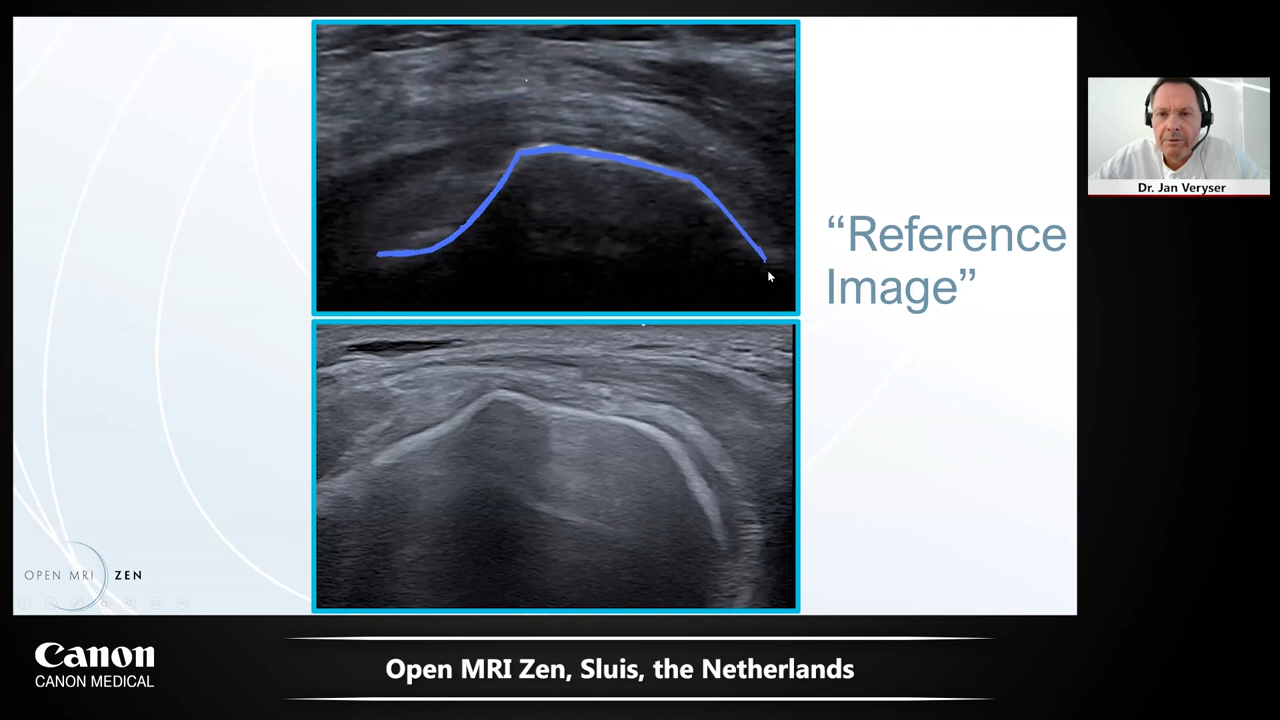 “Reference
Image”
Dr. Jan Veryser
OPEN MRI ZEN
Canon
CANON MEDICAL
Open MRI Zen, Sluis, the Netherlands